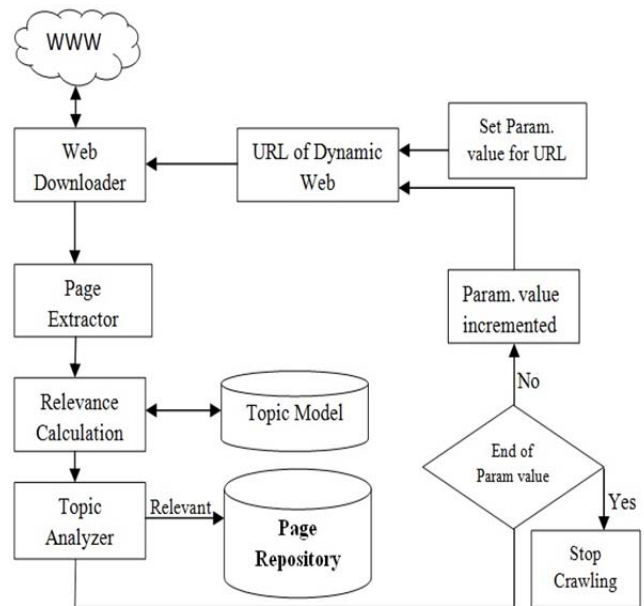 WWW
Web
Downloader
URL of Dynamic
Web
Set Param.
value for URL
Page
Extractor
Param. value
incremented
No
Relevance
Calculation
Topic Model
End of
Param value
Yes
Topic
Analyzer
Relevant
Page
Repository
Stop
Crawling